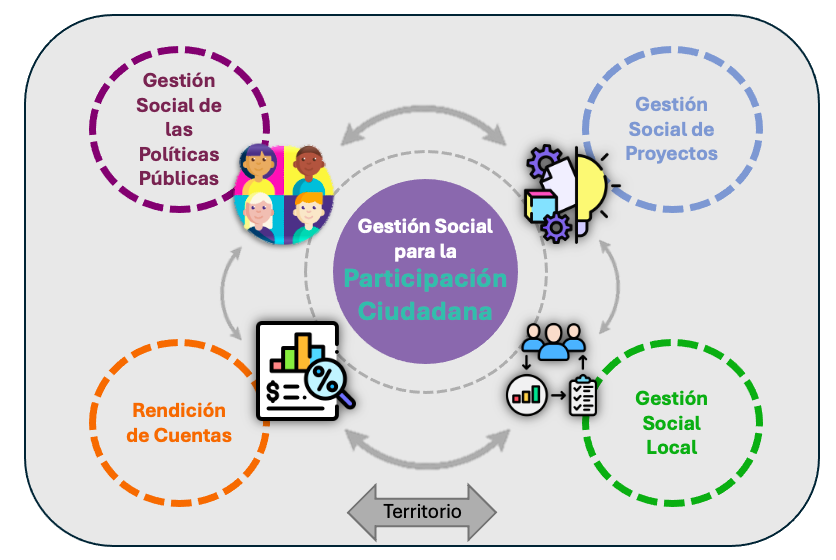 Gestión
Social de
las
Políticas
Públicas
Gestión
Social de
Proyectos
Gestión Social
para la
Participación
Ciudadana
Rendición
de Cuentas
Gestión
Social
Local
$=.
%
Territorio